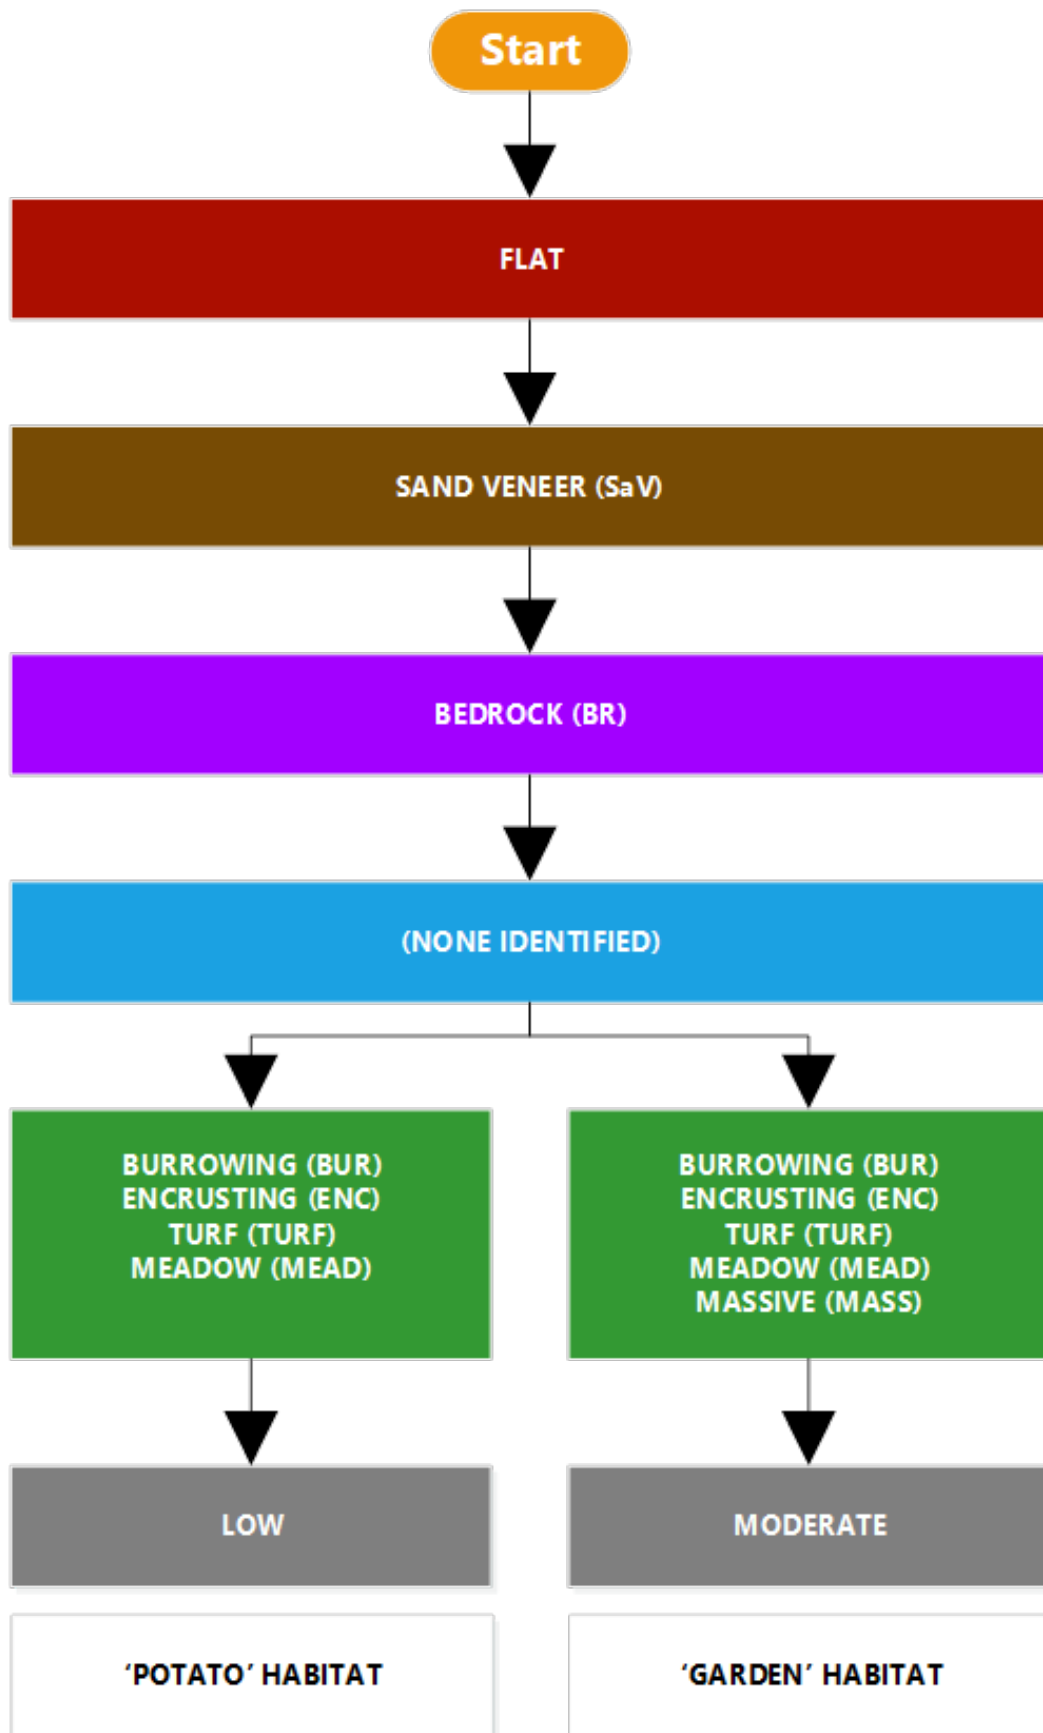 Start
FLAT
SAND VENEER (SaV)
BEDROCK (BR)
(NONE IDENTIFIED)
BURROWING (BUR)
ENCRUSTING (ENC)
TURF (TURF)
MEADOW (MEAD)
BURROWING (BUR)
ENCRUSTING (ENC)
TURF (TURF)
MEADOW (MEAD)
MASSIVE (MASS)
LOW
MODERATE
‘POTATO’ HABITAT
‘GARDEN’ HABITAT